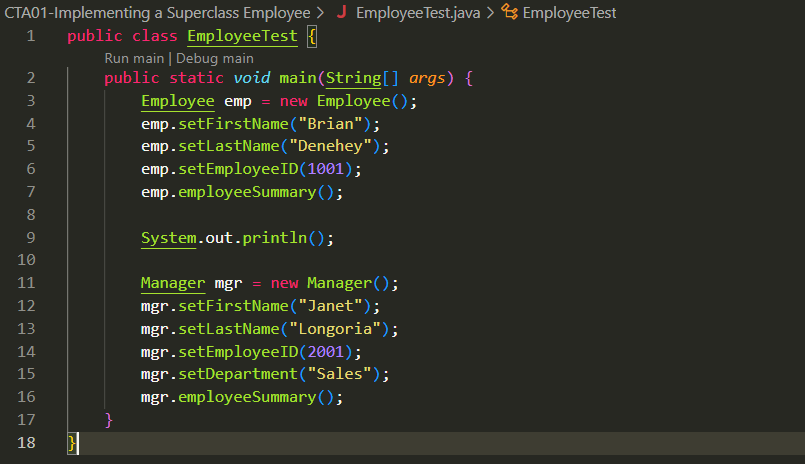 CTA01-Implementing a Superclass Employee > J EmployeeTest.java > EmployeeTest
1 public class EmployeeTest {
Run main | Debug main
2 public static void main(String[] args) {
3 Employee emp = new Employee();
4 emp.setFirstName("Brian");
5 emp.setLastName("Denehey");
6 emp.setEmployeeID(1001);
7 emp.employeeSummary();
8
9 System.out.println();
10
11 Manager mgr = new Manager();
12 mgr.setFirstName("Janet");
13 mgr.setLastName("Longoria");
14 mgr.setEmployeeID(2001);
15 mgr.setDepartment("Sales");
16 mgr.employeeSummary();
17 }
18 }